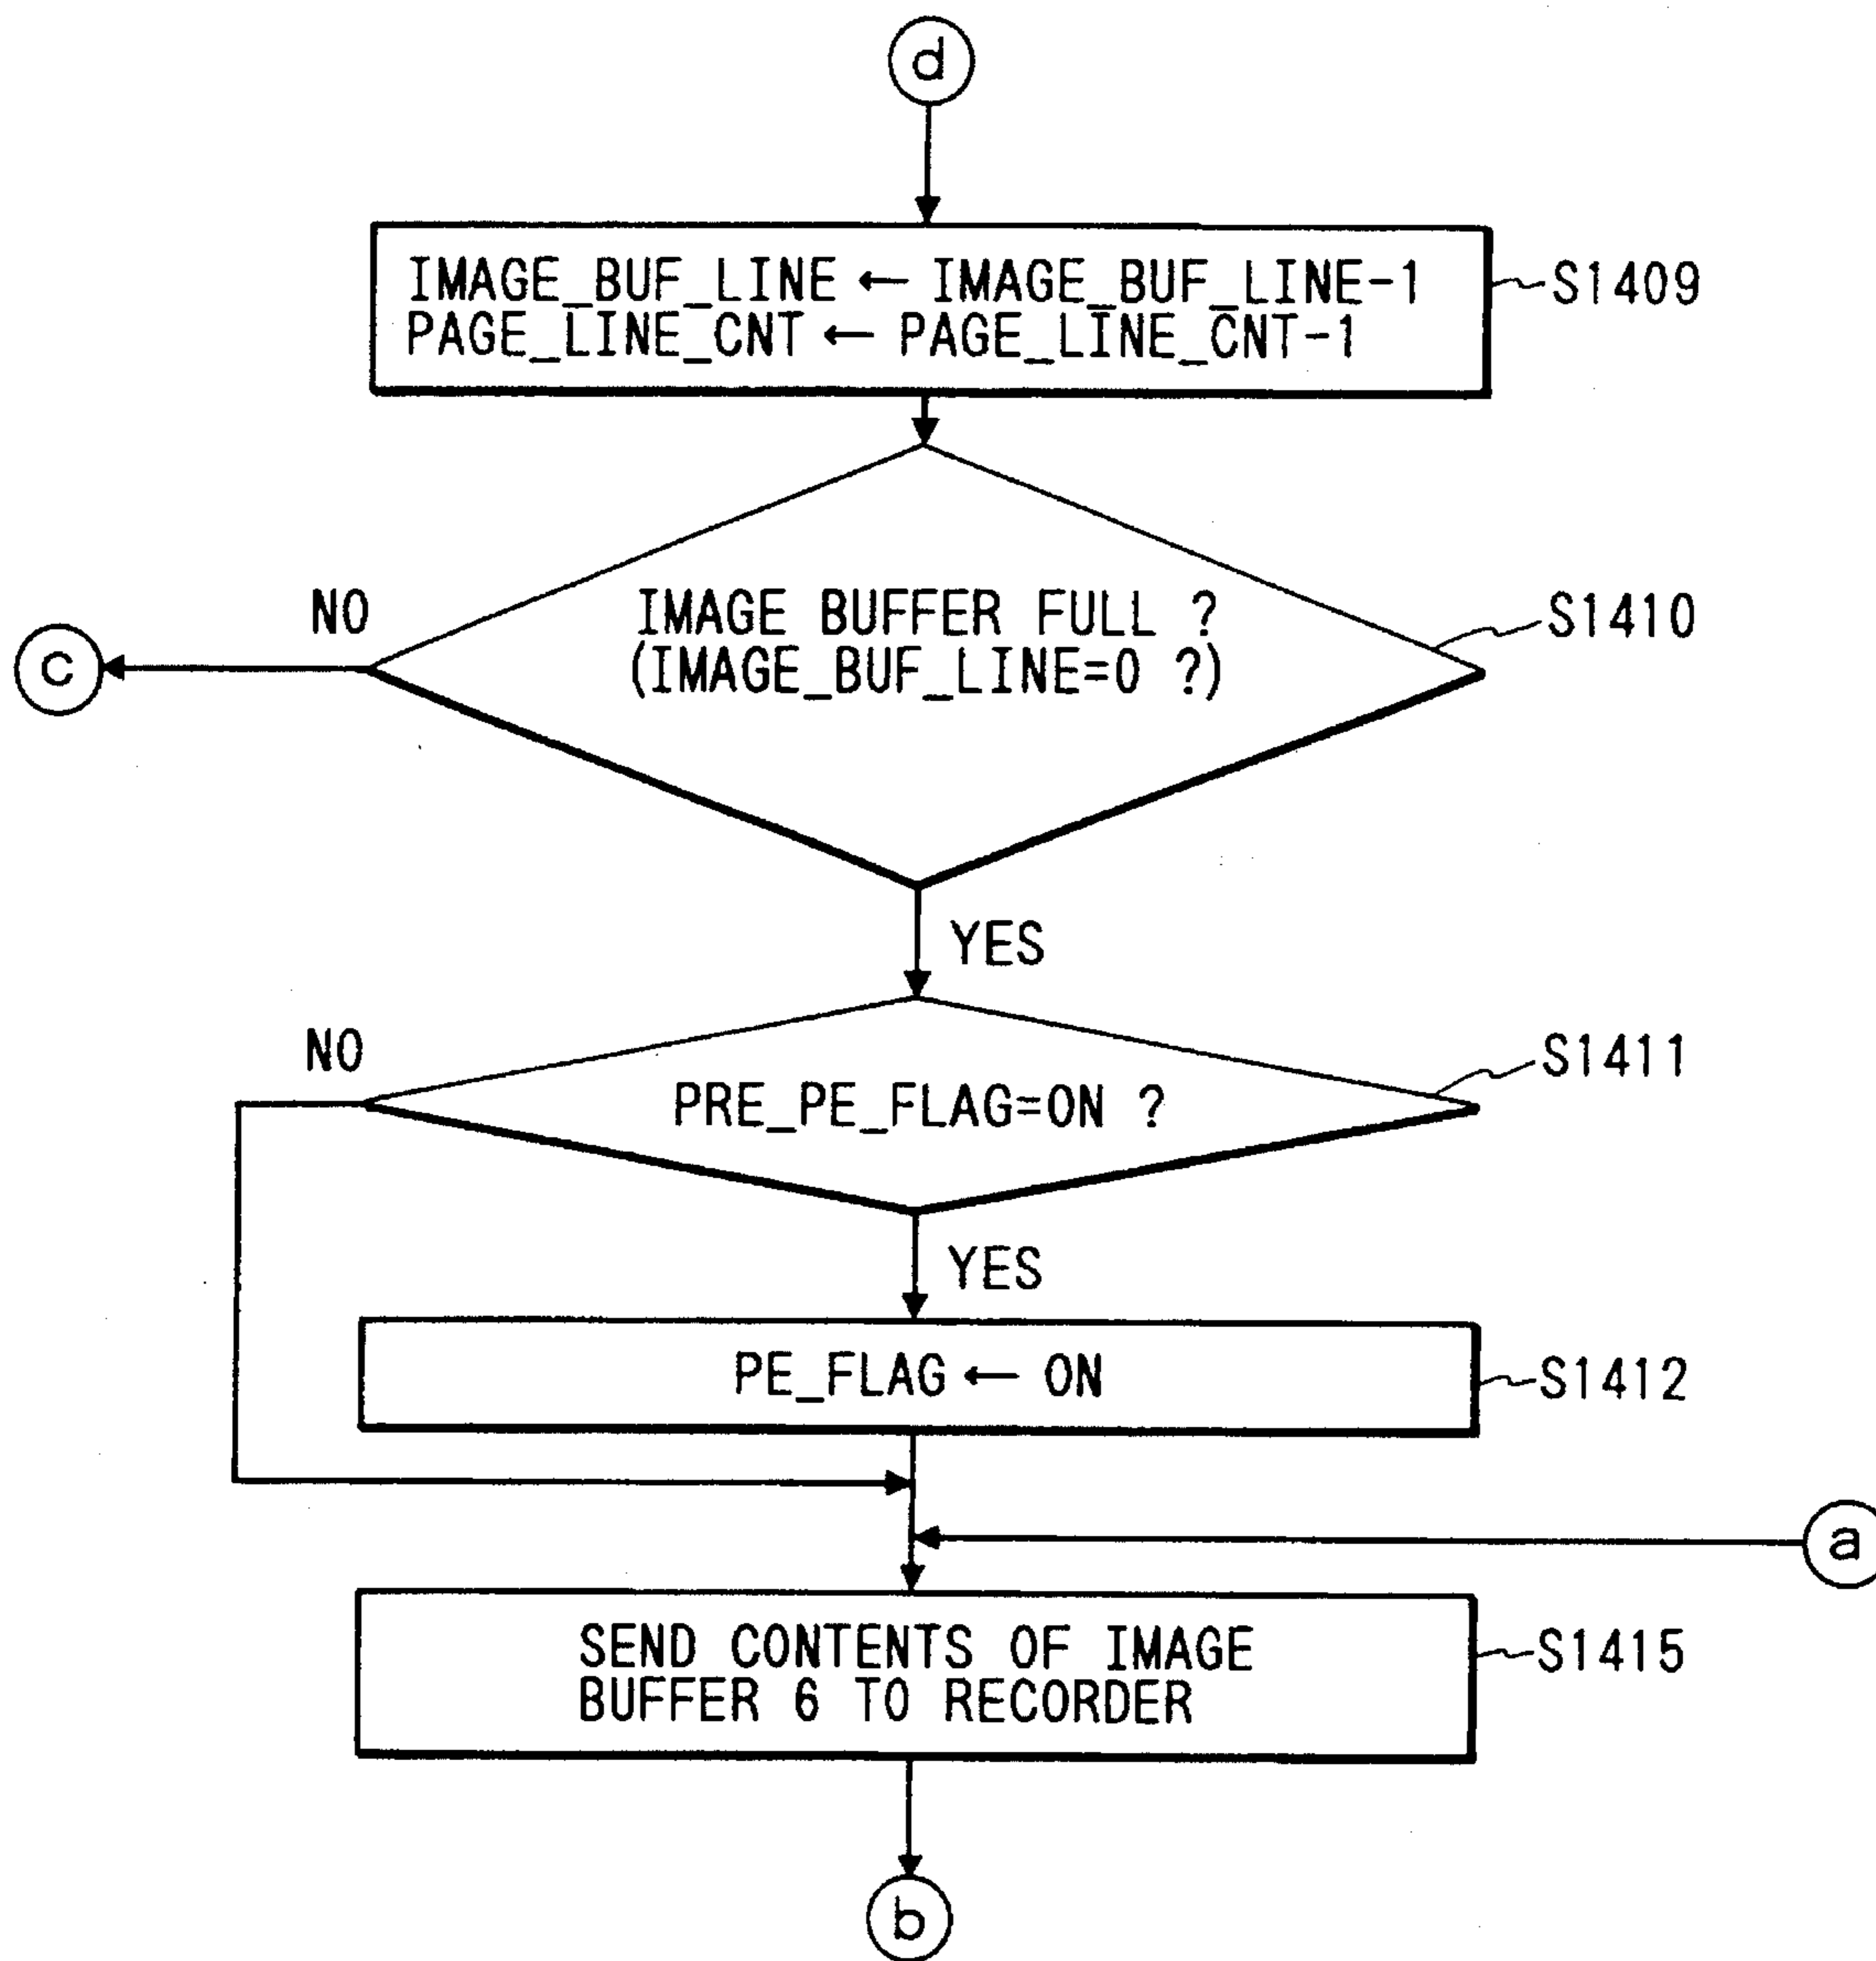 d
IMAGE_BUF_LINE ← IMAGE_BUF_LINE-1
PAGE_LINE_CNT ← PAGE_LINE_CNT-1
S1409
NO
IMAGE BUFFER FULL ?
(IMAGE_BUF_LINE=0 ?)
S1410
c
YES
NO
PRE_PE_FLAG=ON ?
S1411
YES
PE_FLAG ← ON
S1412
a
SEND CONTENTS OF IMAGE
BUFFER 6 TO RECORDER
S1415
b